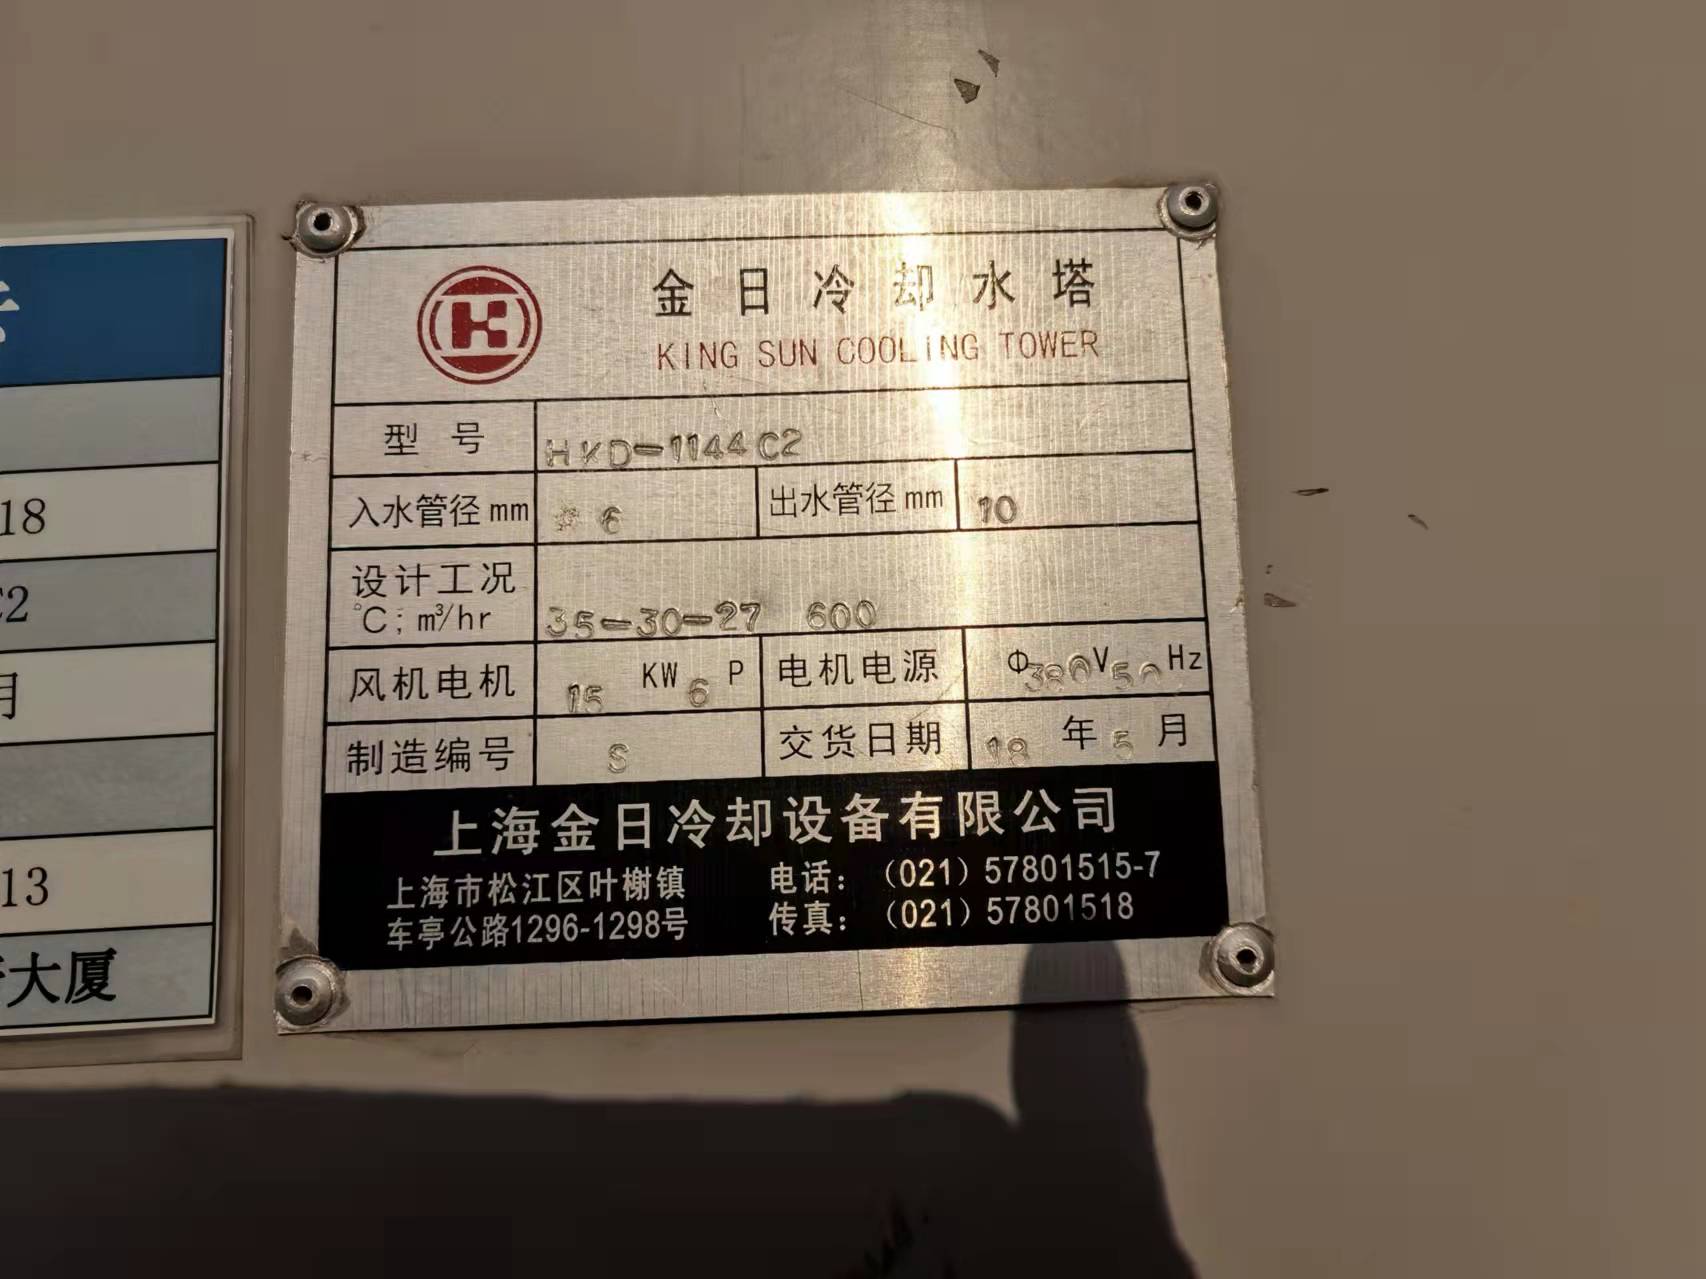 18
C2
月
13
大厦
金日冷却水塔
KING SUN COOLING TOWER
型号 HKD-1144C2
入水管径mm 6 出水管径mm 10
设计工况
℃;m³/hr 35-30-27 600
风机电机 15 KW 6 P 电机电源 Φ380V50Hz
制造编号 S 交货日期 18年5月
上海金日冷却设备有限公司
上海市松江区叶榭镇 电话：（021）57801515-7
车亭公路1296-1298号 传真：（021）57801518